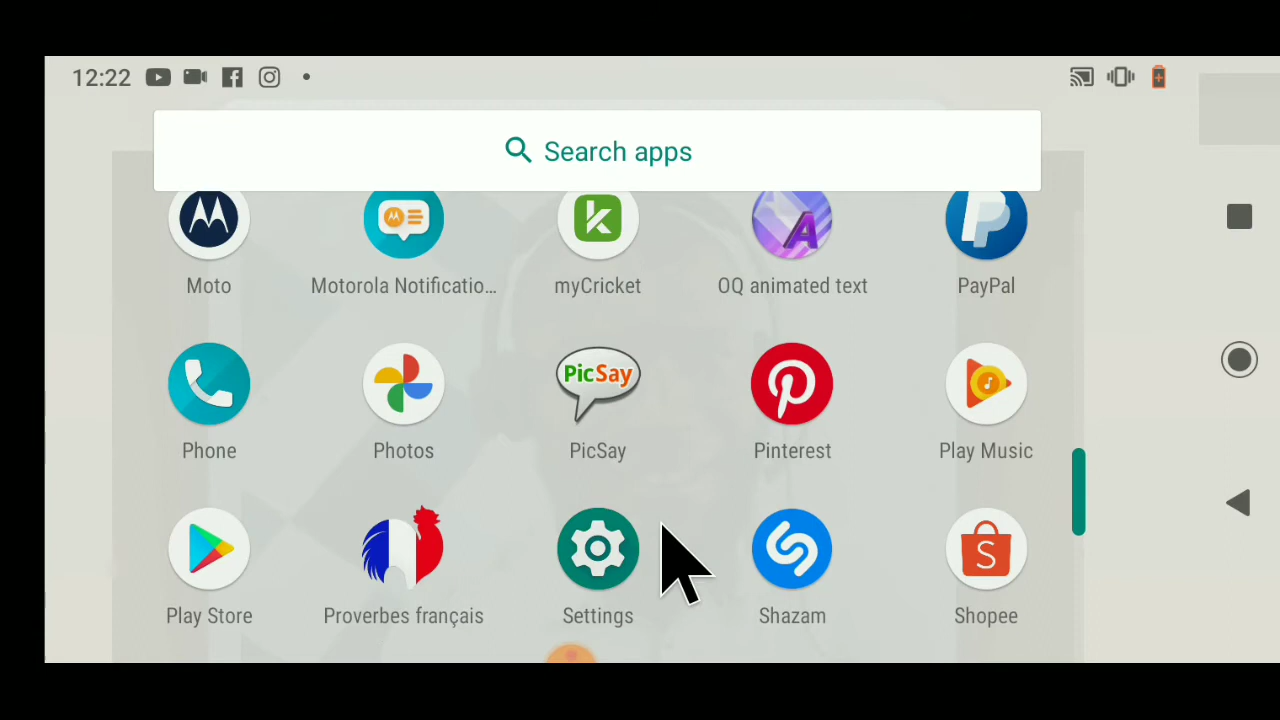 12:22
Search apps
Moto
Motorola Notificatio...
myCricket
OQ animated text
PayPal
Phone
Photos
PicSay
PicSay
Pinterest
Play Music
Play Store
Proverbes français
Settings
Shazam
Shopee